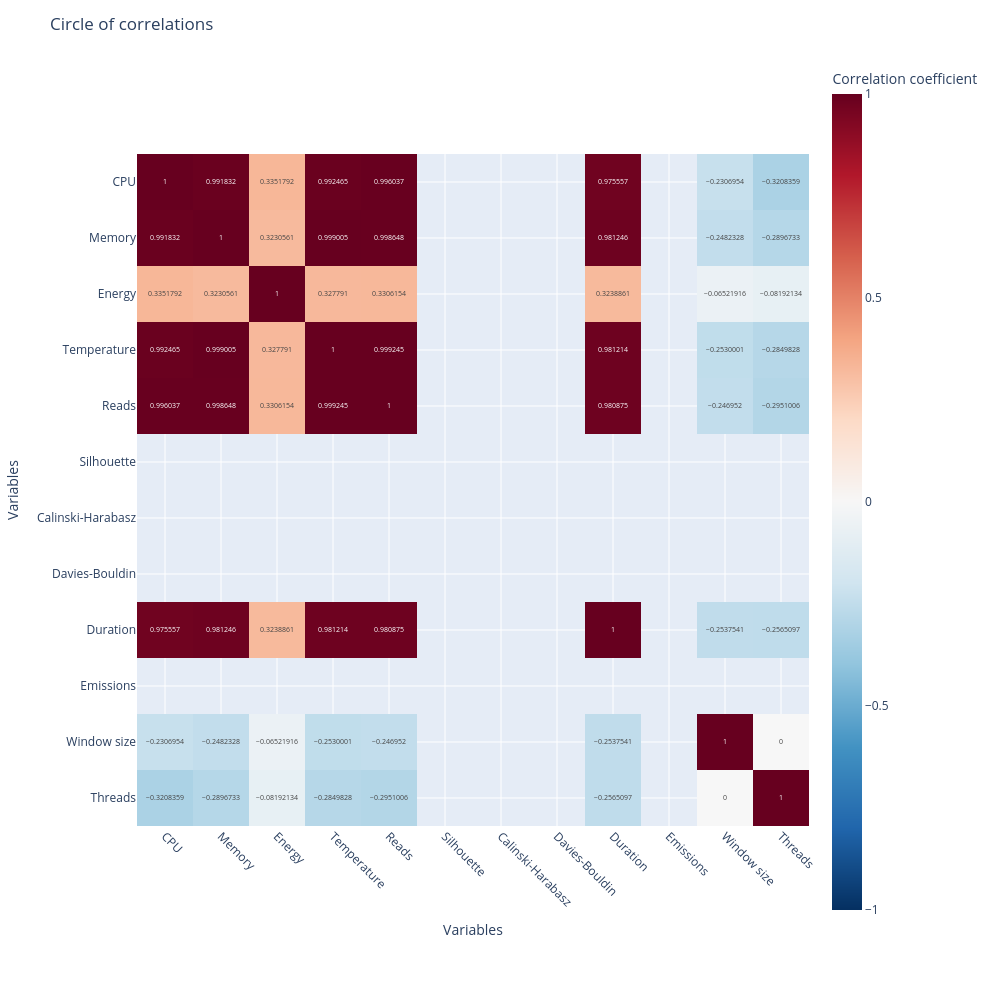 Circle of correlations
Correlation coefficient
1
0.5
0
−0.5
−1
Variables
CPU 1 0.991832 0.3351792 0.992465 0.996037 0.975557 −0.2306954 −0.3208359
Memory 0.991832 1 0.3230561 0.999005 0.998648 0.981246 −0.2482328 −0.2896733
Energy 0.3351792 0.3230561 1 0.327791 0.3306154 0.3238861 −0.06521916 −0.08192134
Temperature 0.992465 0.999005 0.327791 1 0.999245 0.981214 −0.2530001 −0.2849828
Reads 0.996037 0.998648 0.3306154 0.999245 1 0.980875 −0.246952 −0.2951006
Silhouette
Calinski-Harabasz
Davies-Bouldin
Duration 0.975557 0.981246 0.3238861 0.981214 0.980875 1 −0.2537541 −0.2565097
Emissions
Window size −0.2306954 −0.2482328 −0.06521916 −0.2530001 −0.246952 −0.2537541 1 0
Threads −0.3208359 −0.2896733 −0.08192134 −0.2849828 −0.2951006 −0.2565097 0 1
CPU Memory Energy Temperature Reads Silhouette Calinski-Harabasz Davies-Bouldin Duration Emissions Window size Threads
Variables